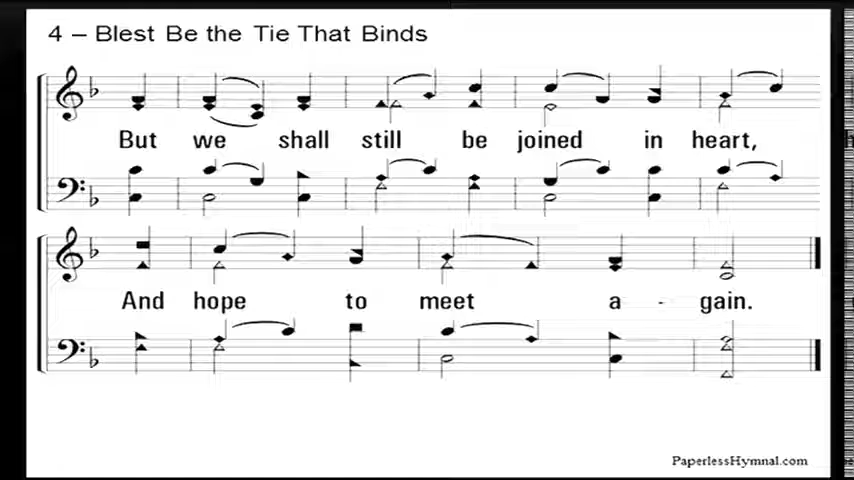 4 – Blest Be the Tie That Binds
But we shall still be joined in heart,
And hope to meet a - gain.
PaperlessHymnal.com